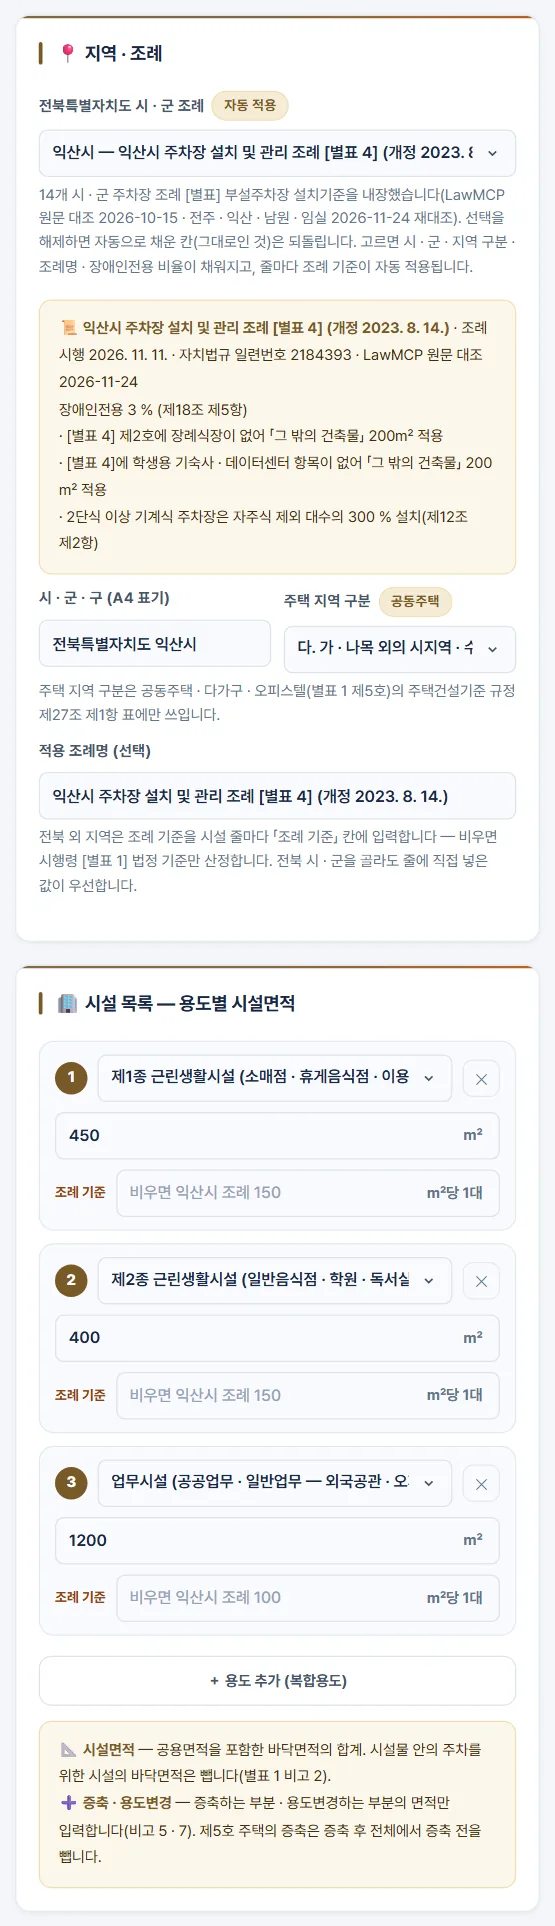 지역 · 조례
전북특별자치도 시 · 군 조례 자동 적용
익산시 — 익산시 주차장 설치 및 관리 조례 [별표 4] (개정 2023. 8
14개 시 · 군 주차장 조례 [별표] 부설주차장 설치기준을 내장했습니다(LawMCP
원문 대조 2026-10-15 · 전주 · 익산 · 남원 · 임실 2026-11-24 재대조). 선택을
해제하면 자동으로 채운 칸(그대로인 것)은 되돌립니다. 고르면 시 · 군 · 지역 구분 ·
조례명 · 장애인전용 비율이 채워지고, 줄마다 조례 기준이 자동 적용됩니다.
익산시 주차장 설치 및 관리 조례 [별표 4] (개정 2023. 8. 14.) · 조례
시행 2026. 11. 11. · 자치법규 일련번호 2184393 · LawMCP 원문 대조
2026-11-24
장애인전용 3 % (제18조 제5항)
· [별표 4] 제2호에 장례식장이 없어 「그 밖의 건축물」 200m² 적용
· [별표 4]에 학생용 기숙사 · 데이터센터 항목이 없어 「그 밖의 건축물」 200
m² 적용
· 2단식 이상 기계식 주차장은 자주식 제외 대수의 300 % 설치(제12조
제2항)
시 · 군 · 구 (A4 표기)
주택 지역 구분 공동주택
전북특별자치도 익산시
다. 가 · 나목 외의 시지역 · 수
주택 지역 구분은 공동주택 · 다가구 · 오피스텔(별표 1 제5호)의 주택건설기준 규정
제27조 제1항 표에만 쓰입니다.
적용 조례명 (선택)
익산시 주차장 설치 및 관리 조례 [별표 4] (개정 2023. 8. 14.)
전북 외 지역은 조례 기준을 시설 줄마다 「조례 기준」 칸에 입력합니다 — 비우면
시행령 [별표 1] 법정 기준만 산정합니다. 전북 시 · 군을 골라도 줄에 직접 넣은
값이 우선합니다.
시설 목록 — 용도별 시설면적
1 제1종 근린생활시설 (소매점 · 휴게음식점 · 이용
450 m²
조례 기준 비우면 익산시 조례 150 m²당 1대
2 제2종 근린생활시설 (일반음식점 · 학원 · 독서실
400 m²
조례 기준 비우면 익산시 조례 150 m²당 1대
3 업무시설 (공공업무 · 일반업무 — 외국공관 · 오
1200 m²
조례 기준 비우면 익산시 조례 100 m²당 1대
+ 용도 추가 (복합용도)
시설면적 — 공용면적을 포함한 바닥면적의 합계. 시설물 안의 주차를
위한 시설의 바닥면적은 뺍니다(별표 1 비고 2).
증축 · 용도변경 — 증축하는 부분 · 용도변경하는 부분의 면적만
입력합니다(비고 5 · 7). 제5호 주택의 증축은 증축 후 전체에서 증축 전을
뺍니다.